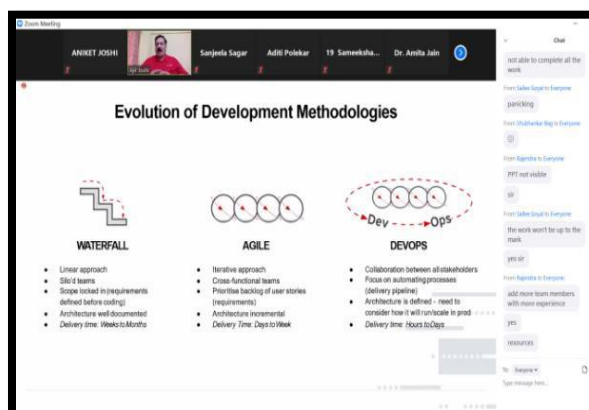 Zoom Meeting
ANIKET JOSHI
Sanjeela Sagar
Aditi Polekar
19 Sameeksha...
Dr. Amita Jain
Chat
not able to complete all the
work
From Sailee Goyal to Everyone
panicking
From Shubhankar Bag to Everyone
From Rajendra to Everyone
PPT not visible
sir
From Sailee Goyal to Everyone
the work won't be up to the
mark
yes sir
From Rajendra to Everyone
add more team members
with more experience
yes
resources
To: Everyone
Type message here...
Evolution of Development Methodologies
WATERFALL
● Linear approach
● Silo'd teams
● Scope locked in (requirements
defined before coding)
● Architecture well documented
● Delivery time: Weeks to Months
AGILE
● Iterative approach
● Cross-functional teams
● Prioritise backlog of user stories
(requirements)
● Architecture incremental
● Delivery Time: Days to Week
Dev Ops
DEVOPS
● Collaboration between all stakeholders
● Focus on automating processes
(delivery pipeline)
● Architecture is defined - need to
consider how it will run/scale in prod
● Delivery time: Hours to Days